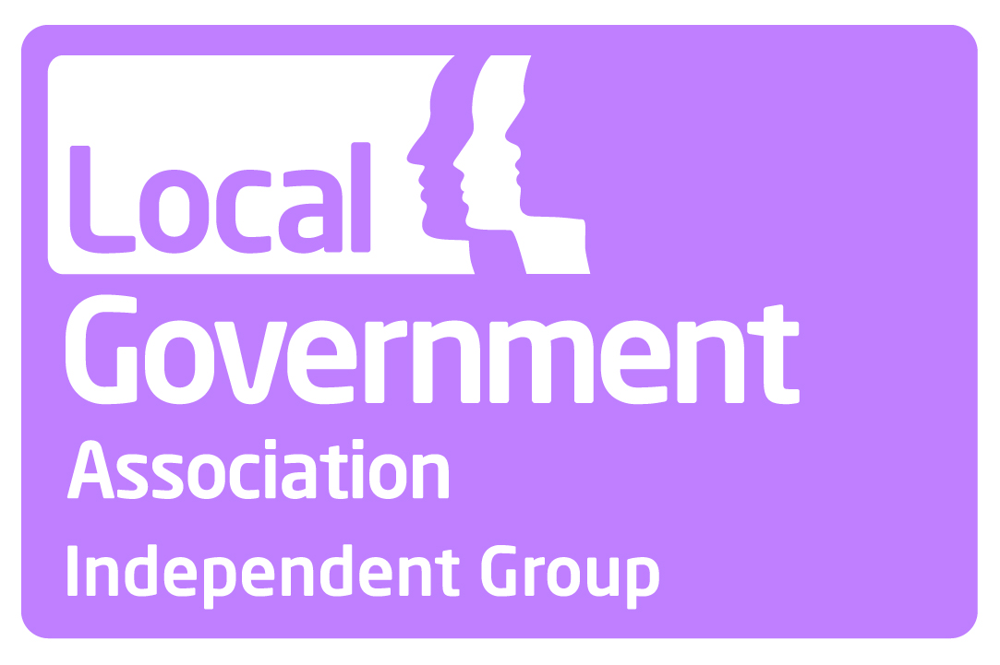 Local
Government
Association
Independent Group